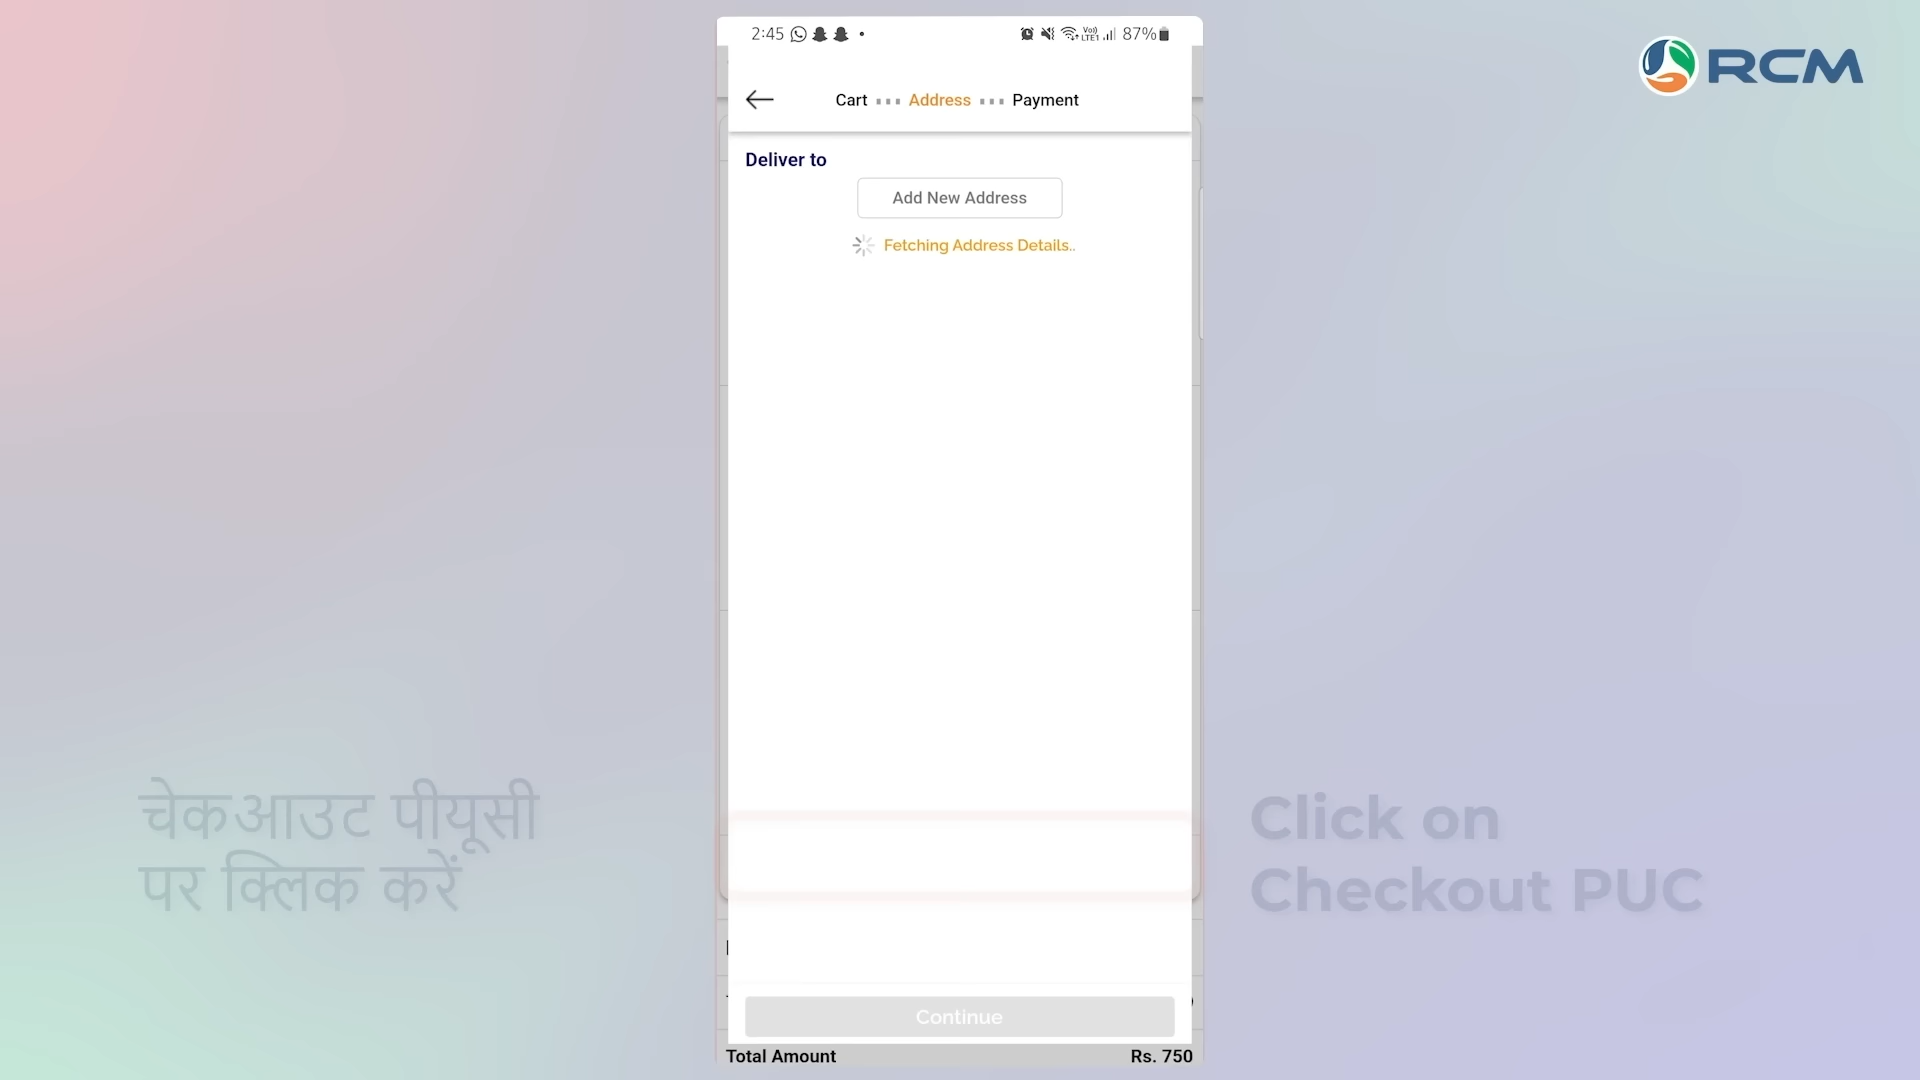 2:45
87%
RCM
Cart
Address
Payment
Deliver to
Add New Address
Fetching Address Details..
चेकआउट पीयूसी
पर क्लिक करें
Click on
Checkout PUC
Continue
Total Amount
Rs. 750